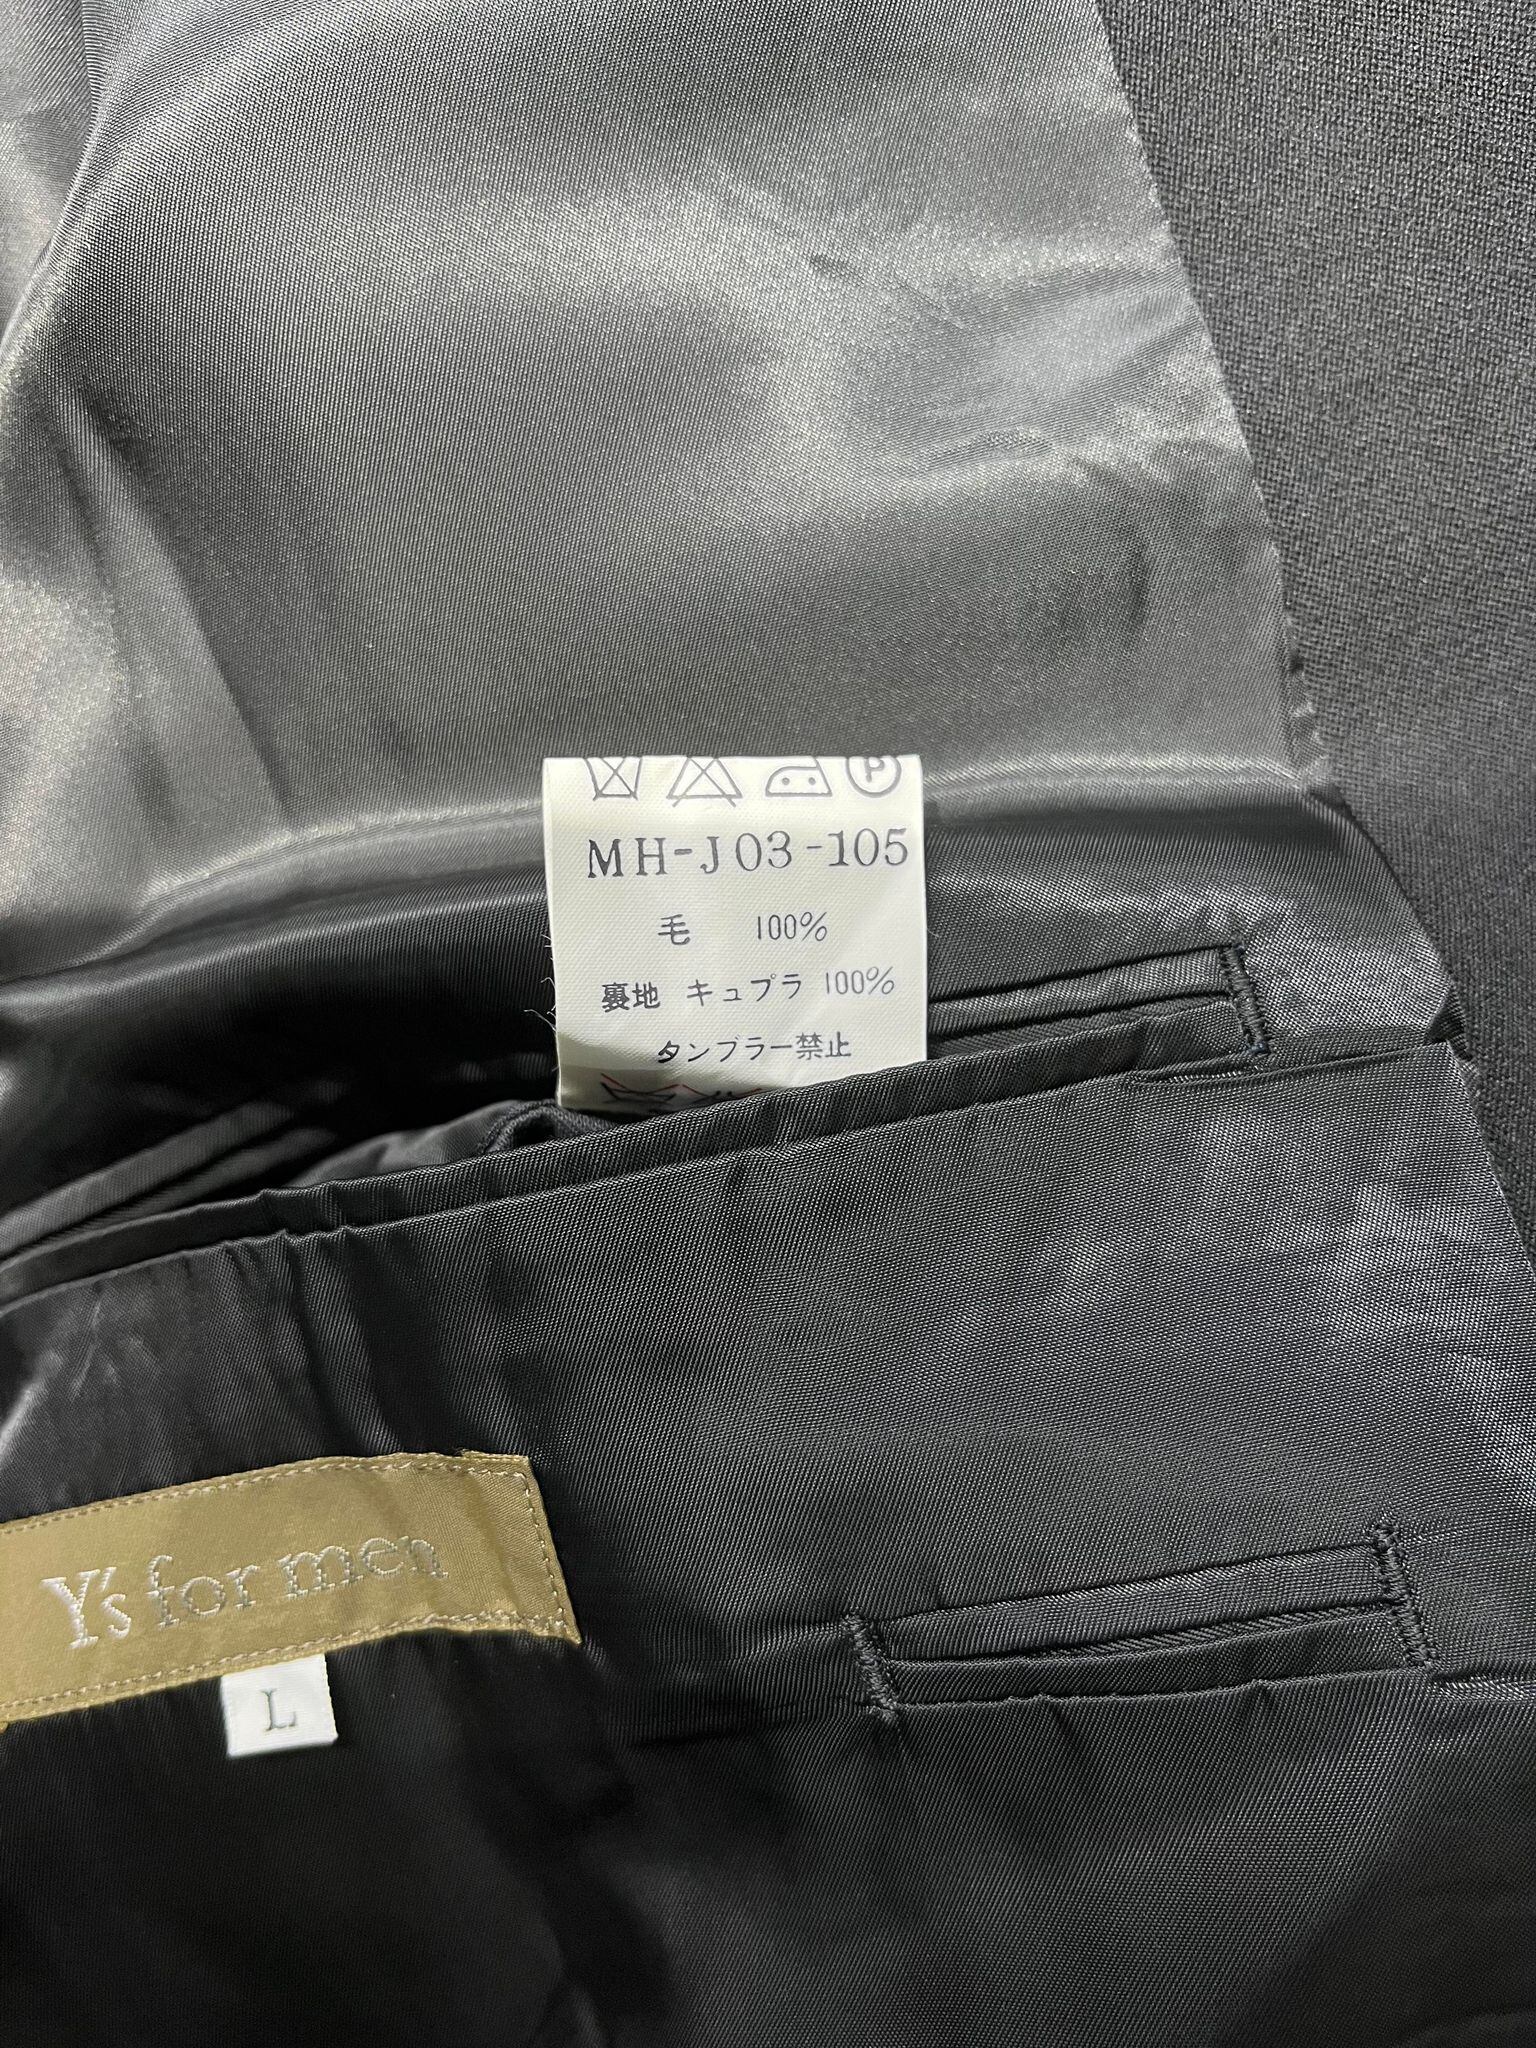 P
MH-J03-105
毛 100%
裏地 キュプラ 100%
タンブラー禁止
Y's for men
L